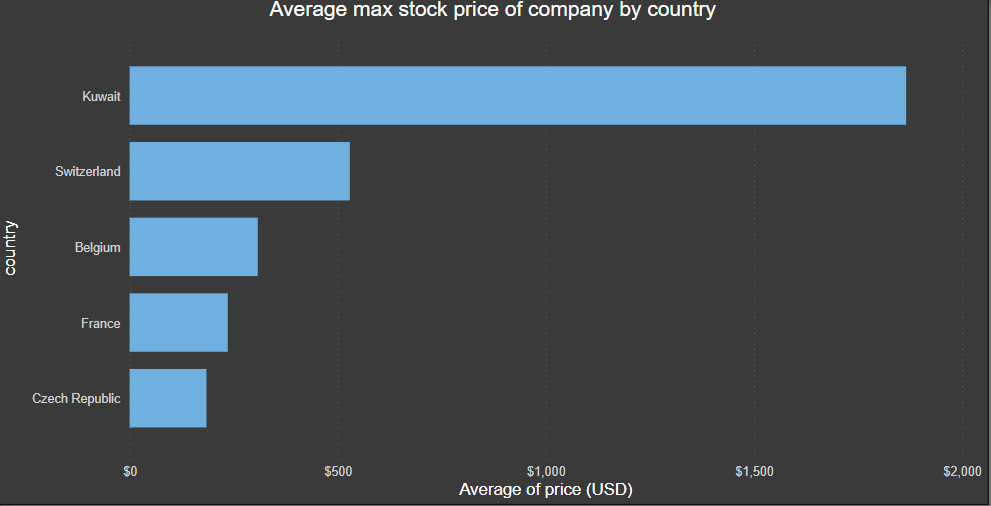 Average max stock price of company by country
country
Kuwait
Switzerland
Belgium
France
Czech Republic
$0 $500 $1,000 $1,500 $2,000
Average of price (USD)